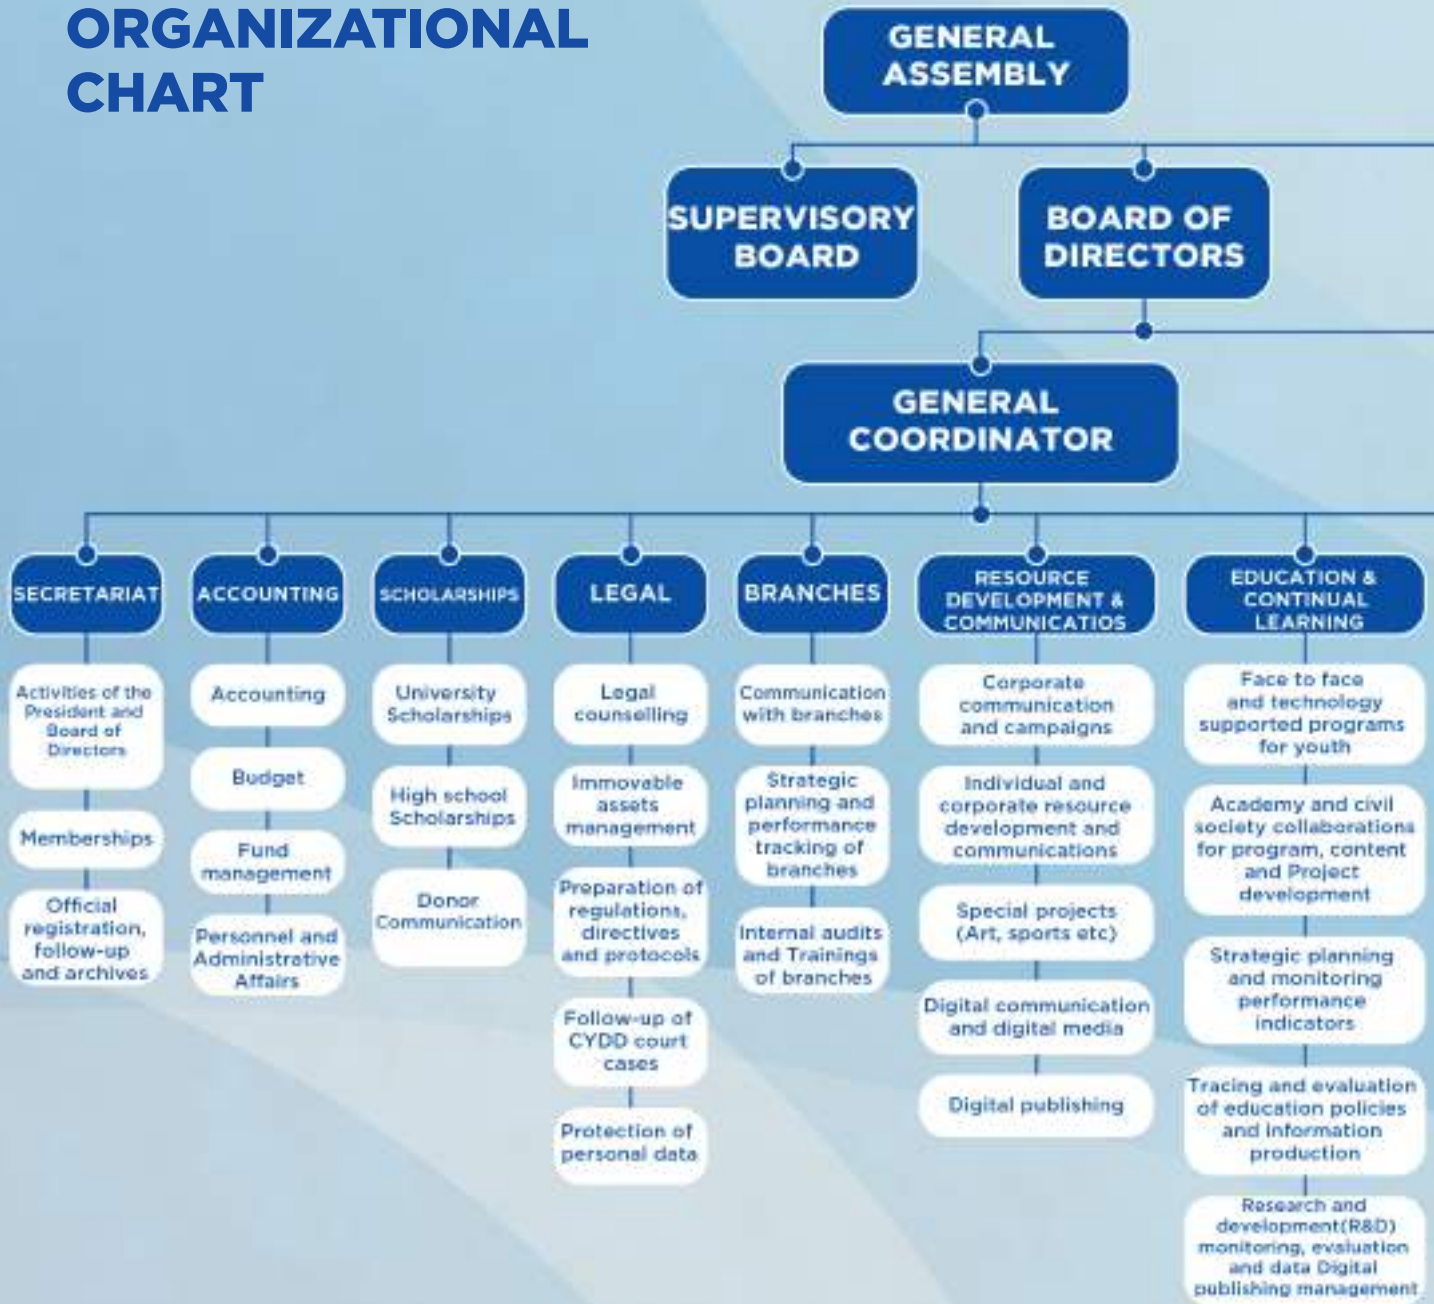 ORGANIZATIONAL
CHART
GENERAL
ASSEMBLY
SUPERVISORY
BOARD
BOARD OF
DIRECTORS
GENERAL
COORDINATOR
SECRETARIAT
Activities of the
President and
Board of
Directors
Memberships
Official
registration,
follow-up
and archives
ACCOUNTING
Accounting
Budget
Fund
management
Personnel and
Administrative
Affairs
SCHOLARSHIPS
University
Scholarships
High school
Scholarships
Donor
Communication
LEGAL
Legal
counselling
Immovable
assets
management
Preparation of
regulations,
directives
and protocols
Follow-up of
CYDD court
cases
Protection of
personal data
BRANCHES
Communication
with branches
Strategic
planning and
performance
tracking of
branches
Internal audits
and Trainings
of branches
RESOURCE
DEVELOPMENT &
COMMUNICATIOS
Corporate
communication
and campaigns
Individual and
corporate resource
development and
communications
Special projects
(Art, sports etc)
Digital communication
and digital media
Digital publishing
EDUCATION &
CONTINUAL
LEARNING
Face to face
and technology
supported programs
for youth
Academy and civil
society collaborations
for program, content
and Project
development
Strategic planning
and monitoring
performance
indicators
Tracing and evaluation
of education policies
and information
production
Research and
development(R&D)
monitoring, evaluation
and data Digital
publishing management